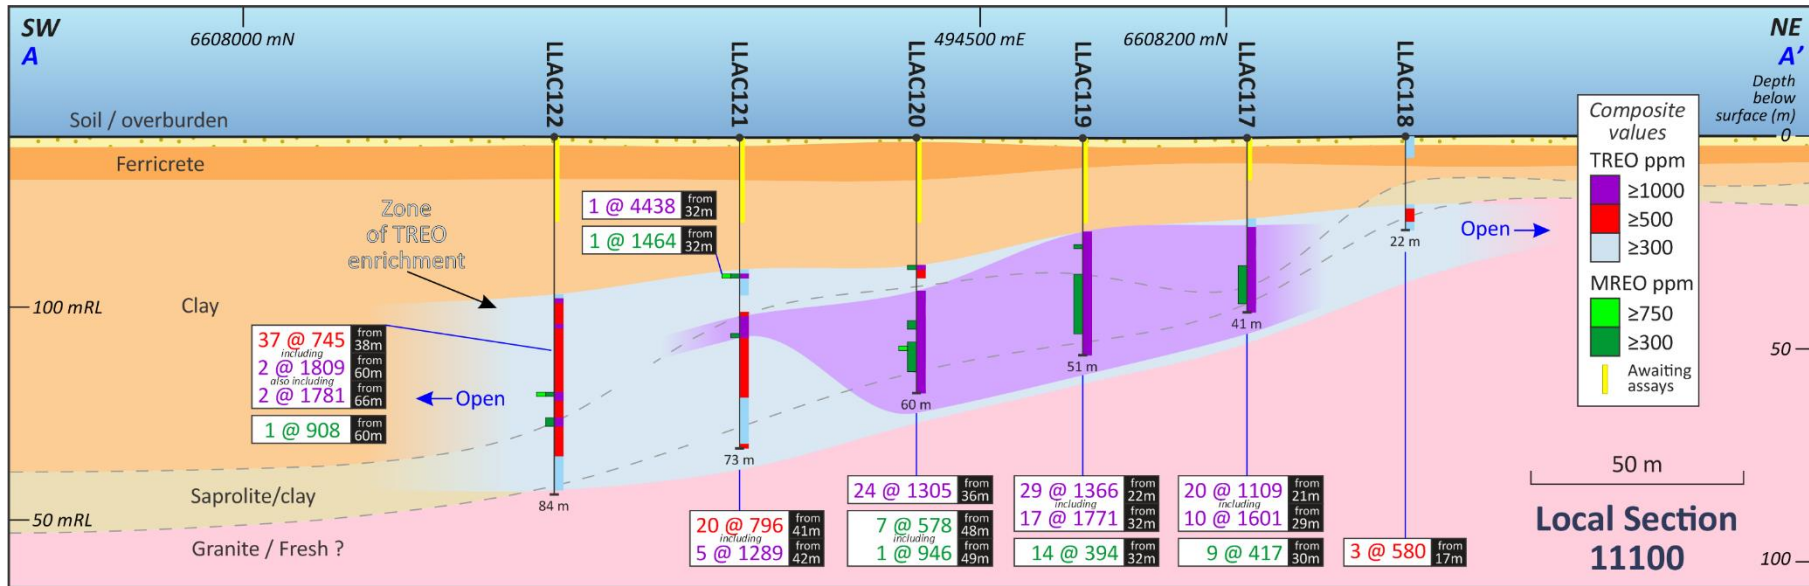 SW
A
6608000 mN
494500 mE
6608200 mN
NE
A'
LLAC122
LLAC121
LLAC120
LLAC119
LLAC117
LLAC118
Depth
below
surface (m)
0
50
100
Soil / overburden
Ferricrete
Zone
of TREO
enrichment
Clay
100 mRL
50 mRL
Saprolite/clay
Granite / Fresh ?
Open
Open
1 @ 4438 from 32m
1 @ 1464 from 32m
37 @ 745 from 38m
including
2 @ 1809 from 60m
also including
2 @ 1781 from 66m
1 @ 908 from 60m
84 m
73 m
60 m
51 m
41 m
22 m
20 @ 796 from 41m
including
5 @ 1289 from 42m
24 @ 1305 from 36m
7 @ 578 from 48m
including
1 @ 946 from 49m
29 @ 1366 from 22m
including
17 @ 1771 from 32m
14 @ 394 from 32m
20 @ 1109 from 21m
including
10 @ 1601 from 29m
9 @ 417 from 30m
3 @ 580 from 17m
Composite
values
TREO ppm
≥1000
≥500
≥300
MREO ppm
≥750
≥300
Awaiting
assays
50 m
Local Section
11100